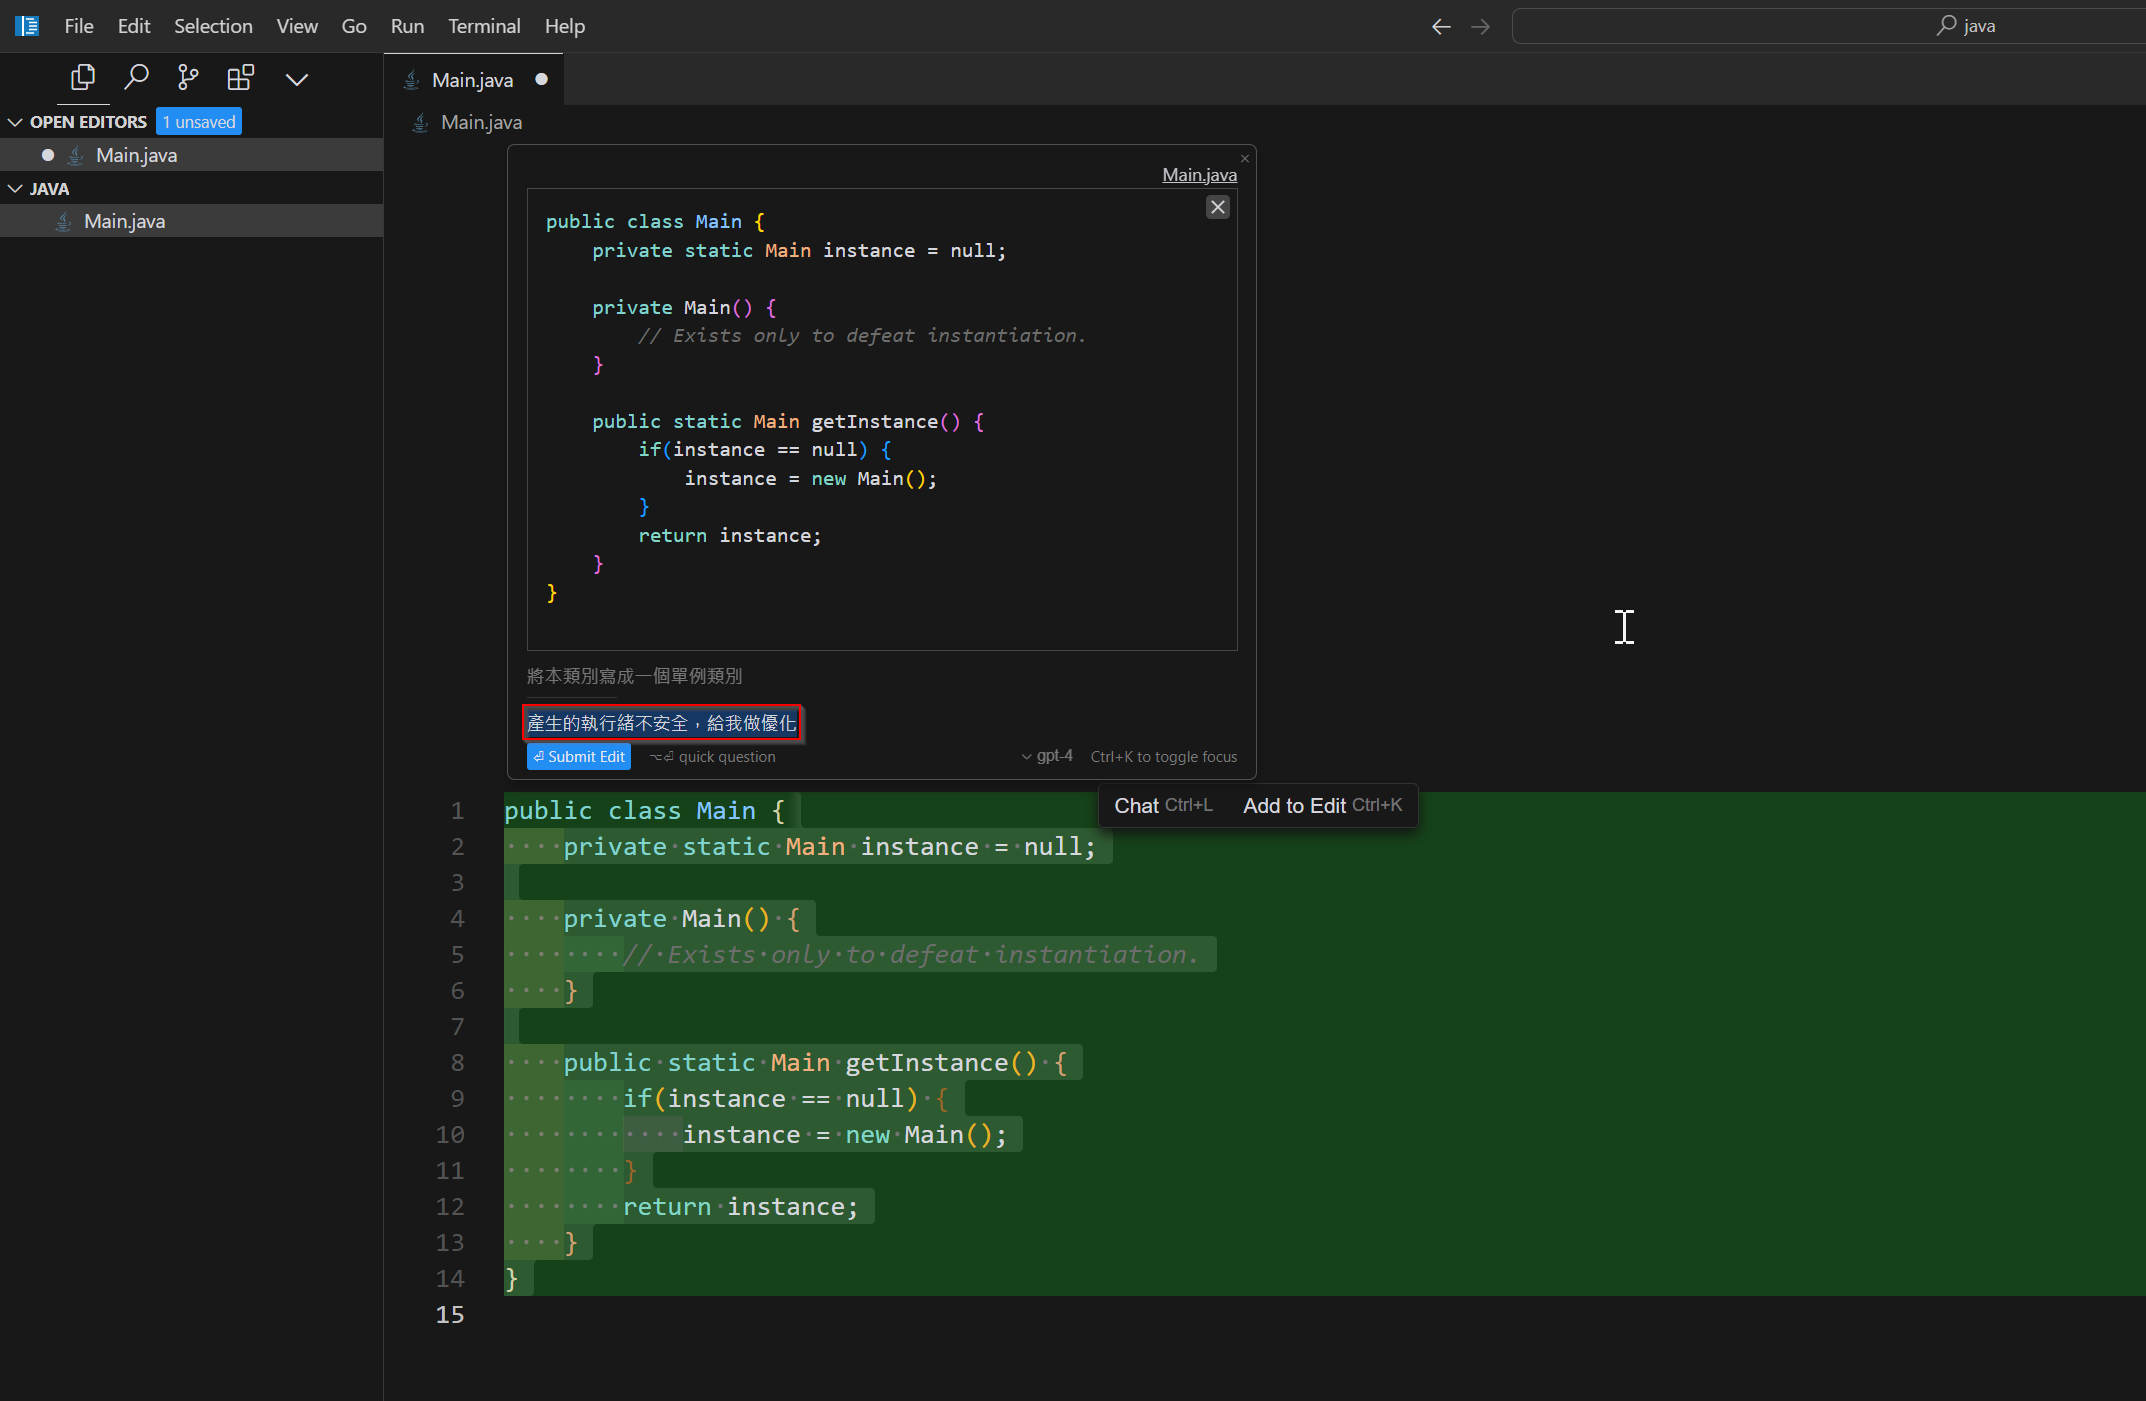 File Edit Selection View Go Run Terminal Help java
Main.java
OPEN EDITORS 1 unsaved
Main.java
JAVA
Main.java
Main.java
Main.java
public class Main {
    private static Main instance = null;
    private Main() {
        // Exists only to defeat instantiation.
    }
    public static Main getInstance() {
        if(instance == null) {
            instance = new Main();
        }
        return instance;
    }
}
將本類別寫成一個單例類別
產生的執行緒不安全，給我做優化
Submit Edit quick question gpt-4 Ctrl+K to toggle focus
Chat Ctrl+L Add to Edit Ctrl+K
1 public class Main {
2     private static Main instance = null;
3
4     private Main() {
5         // Exists only to defeat instantiation.
6     }
7
8     public static Main getInstance() {
9         if(instance == null) {
10             instance = new Main();
11         }
12         return instance;
13     }
14 }
15